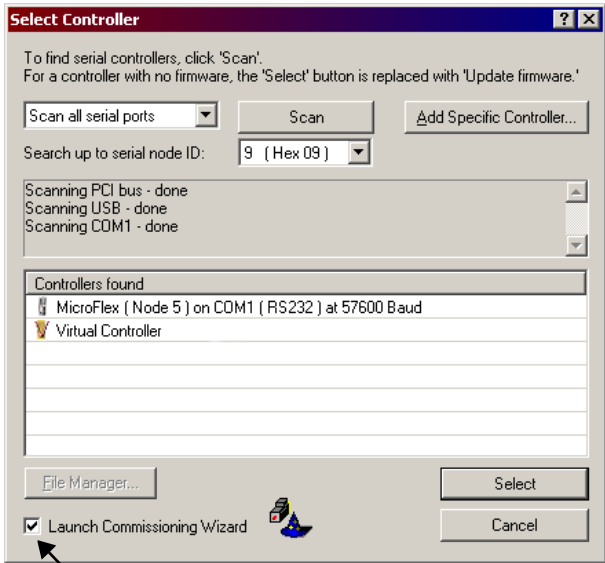 Select Controller
To find serial controllers, click 'Scan'.
For a controller with no firmware, the 'Select' button is replaced with 'Update firmware.'
Scan all serial ports Scan Add Specific Controller...
Search up to serial node ID: 9 ( Hex 09 )
Scanning PCI bus - done
Scanning USB - done
Scanning COM1 - done
Controllers found
MicroFlex ( Node 5 ) on COM1 ( RS232 ) at 57600 Baud
Virtual Controller
File Manager... Select
Launch Commissioning Wizard Cancel